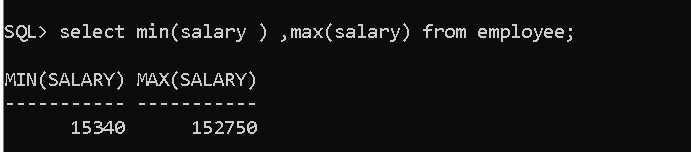 SQL> select min(salary ) ,max(salary) from employee;
MIN(SALARY) MAX(SALARY)
----------- -----------
      15340      152750